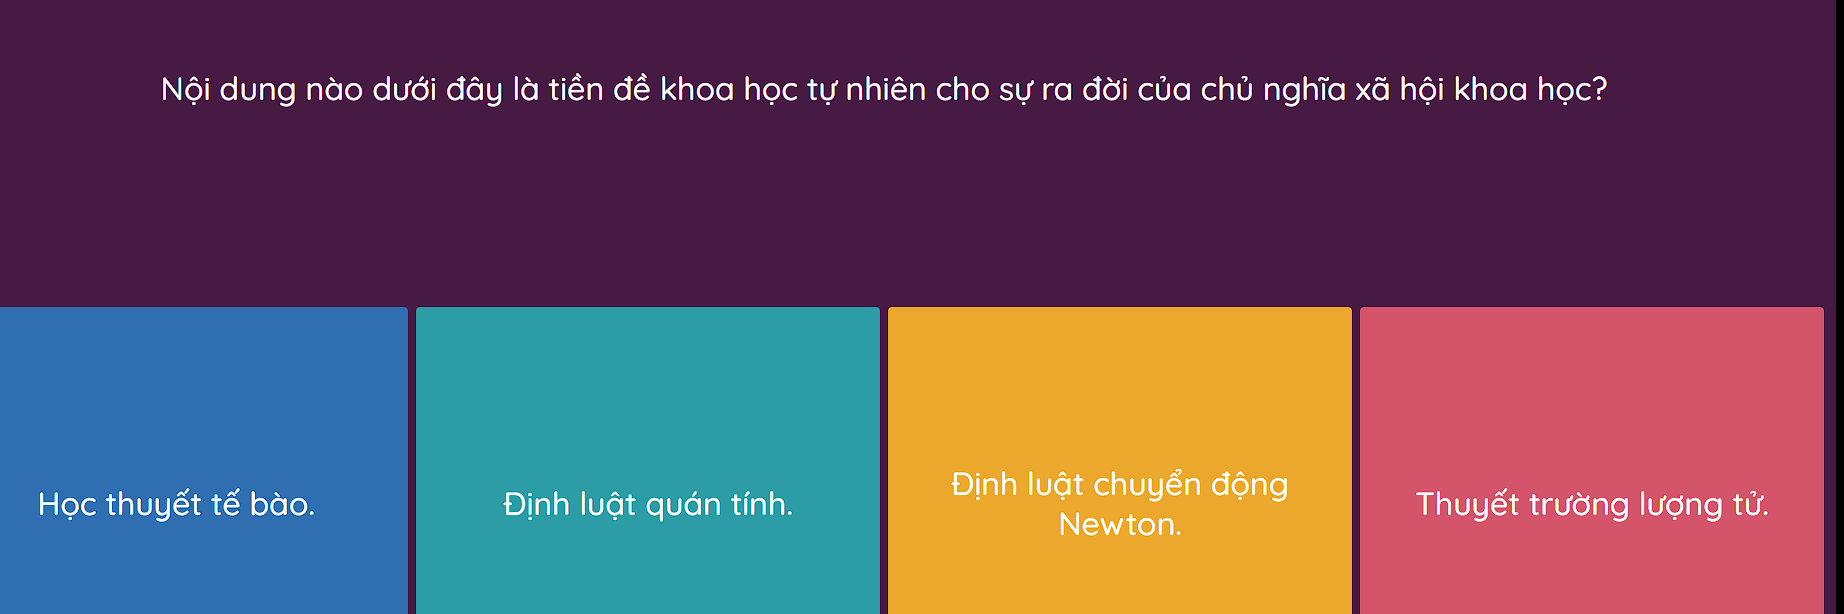 Nội dung nào dưới đây là tiền đề khoa học tự nhiên cho sự ra đời của chủ nghĩa xã hội khoa học?
Học thuyết tế bào.
Định luật quán tính.
Định luật chuyển động
Newton.
Thuyết trường lượng tử.